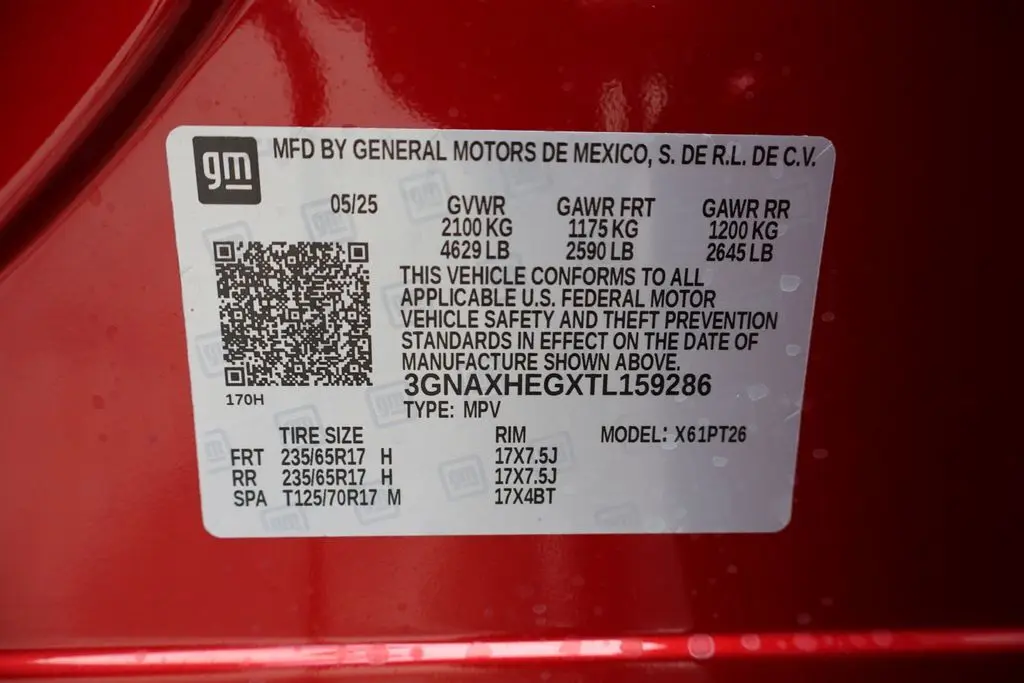 gm MFD BY GENERAL MOTORS DE MEXICO, S. DE R.L. DE C.V.
05/25 GVWR GAWR FRT GAWR RR
2100 KG 1175 KG 1200 KG
4629 LB 2590 LB 2645 LB
THIS VEHICLE CONFORMS TO ALL
APPLICABLE U.S. FEDERAL MOTOR
VEHICLE SAFETY AND THEFT PREVENTION
STANDARDS IN EFFECT ON THE DATE OF
MANUFACTURE SHOWN ABOVE.
3GNAXHEGXTL159286
170H
TYPE: MPV
TIRE SIZE RIM MODEL: X61PT26
FRT 235/65R17 H 17X7.5J
RR 235/65R17 H 17X7.5J
SPA T125/70R17 M 17X4BT